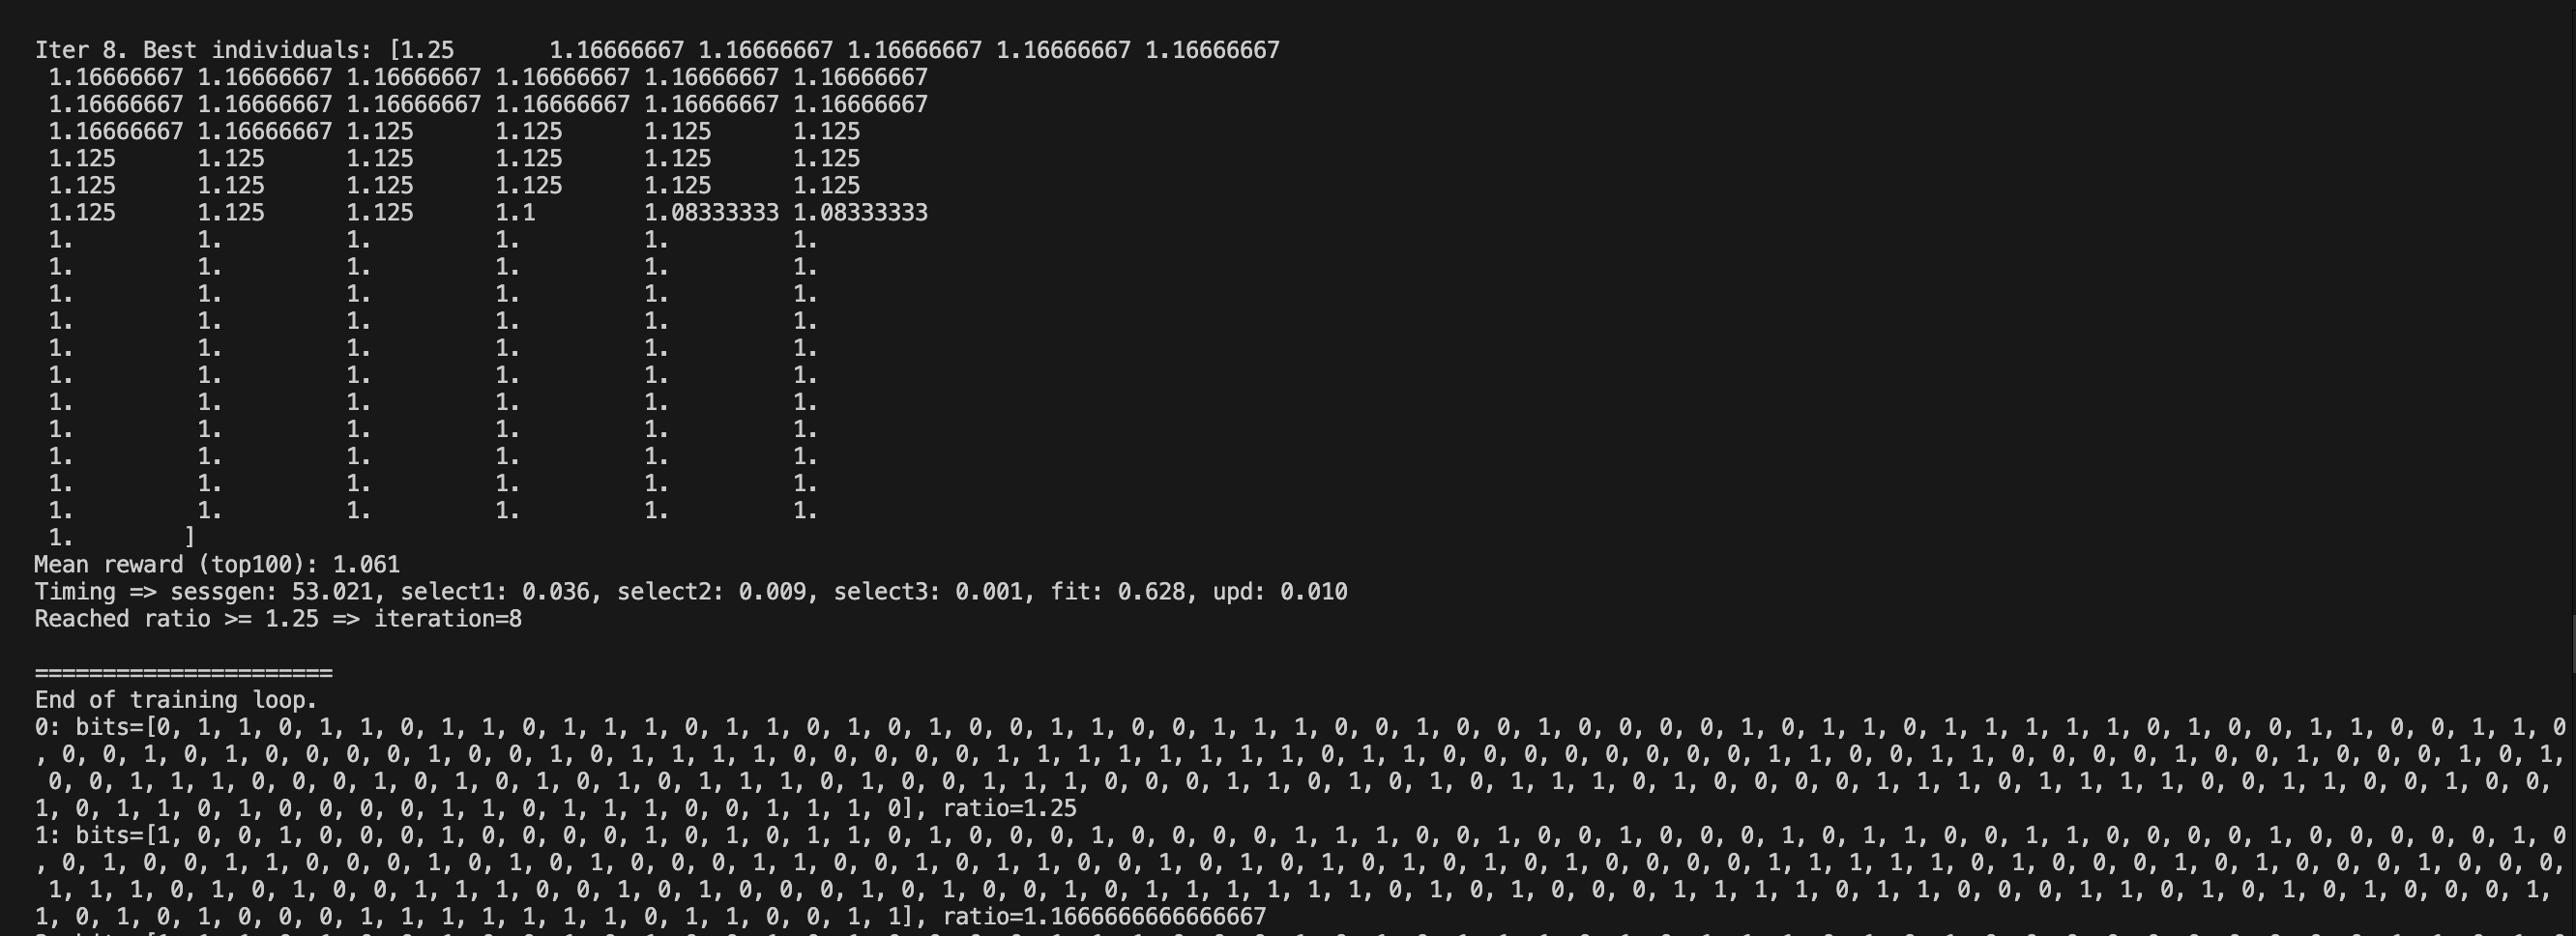 Iter 8. Best individuals: [1.25       1.16666667 1.16666667 1.16666667 1.16666667 1.16666667
 1.16666667 1.16666667 1.16666667 1.16666667 1.16666667 1.16666667
 1.16666667 1.16666667 1.16666667 1.16666667 1.16666667 1.16666667
 1.16666667 1.16666667 1.125      1.125      1.125      1.125
 1.125      1.125      1.125      1.125      1.125      1.125
 1.125      1.125      1.125      1.125      1.125      1.125
 1.125      1.125      1.125      1.1        1.08333333 1.08333333
 1.         1.         1.         1.         1.         1.
 1.         1.         1.         1.         1.         1.
 1.         1.         1.         1.         1.         1.
 1.         1.         1.         1.         1.         1.
 1.         1.         1.         1.         1.         1.
 1.         1.         1.         1.         1.         1.
 1.         1.         1.         1.         1.         1.
 1.         1.         1.         1.         1.         1.
 1.         1.         1.         1.         1.         1.
 1.         1.         1.         1.         1.         1.
 1.         1.         1.         1.         1.         1.
 1.        ]
Mean reward (top100): 1.061
Timing => sessgen: 53.021, select1: 0.036, select2: 0.009, select3: 0.001, fit: 0.628, upd: 0.010
Reached ratio >= 1.25 => iteration=8
======================
End of training loop.
0: bits=[0, 1, 1, 0, 1, 1, 0, 1, 1, 0, 1, 1, 1, 0, 1, 1, 0, 1, 0, 1, 0, 0, 1, 1, 0, 0, 1, 1, 1, 0, 0, 1, 0, 0, 1, 0, 0, 0, 0, 1, 0, 1, 1, 0, 1, 1, 1, 1, 1, 0, 1, 0, 0, 1, 1, 0, 0, 1, 1, 0
, 0, 0, 1, 0, 1, 0, 0, 0, 0, 1, 0, 0, 1, 0, 1, 1, 1, 1, 0, 0, 0, 0, 0, 1, 1, 1, 1, 1, 1, 1, 1, 0, 1, 1, 0, 0, 0, 0, 0, 0, 0, 0, 1, 1, 0, 0, 1, 1, 0, 0, 0, 0, 1, 0, 0, 1, 0, 0, 0, 1, 0, 1,
 0, 0, 1, 1, 1, 0, 0, 0, 1, 0, 1, 0, 1, 0, 1, 0, 1, 1, 1, 0, 1, 0, 0, 1, 1, 1, 0, 0, 0, 1, 1, 0, 1, 0, 1, 0, 1, 1, 1, 0, 1, 0, 0, 0, 0, 1, 1, 1, 0, 1, 1, 1, 1, 0, 0, 1, 1, 0, 0, 1, 0, 0,
1, 0, 1, 1, 0, 1, 0, 0, 0, 0, 1, 1, 0, 1, 1, 1, 0, 0, 1, 1, 1, 0], ratio=1.25
1: bits=[1, 0, 0, 1, 0, 0, 0, 1, 0, 0, 0, 0, 1, 0, 1, 0, 1, 1, 0, 1, 0, 0, 0, 1, 0, 0, 0, 0, 1, 1, 1, 0, 0, 1, 0, 0, 1, 0, 0, 0, 1, 0, 1, 1, 0, 0, 1, 1, 0, 0, 0, 0, 1, 0, 0, 0, 0, 0, 1, 0
, 0, 1, 0, 0, 1, 1, 0, 0, 0, 1, 0, 1, 0, 1, 0, 0, 0, 1, 1, 0, 0, 1, 0, 1, 1, 0, 0, 1, 0, 1, 0, 1, 0, 1, 0, 1, 0, 1, 0, 0, 0, 0, 1, 1, 1, 1, 1, 0, 1, 0, 0, 0, 1, 0, 1, 0, 0, 0, 1, 0, 0, 0,
 1, 1, 1, 0, 1, 0, 1, 0, 0, 1, 1, 1, 0, 0, 1, 0, 1, 0, 0, 0, 1, 0, 1, 0, 0, 1, 0, 1, 1, 1, 1, 1, 1, 0, 1, 0, 1, 0, 0, 0, 1, 1, 1, 1, 0, 1, 1, 0, 0, 0, 1, 1, 0, 1, 0, 1, 0, 1, 0, 0, 0, 1,
1, 0, 1, 0, 1, 0, 0, 0, 1, 1, 1, 1, 1, 1, 1, 0, 1, 1, 0, 0, 1, 1], ratio=1.1666666666666667